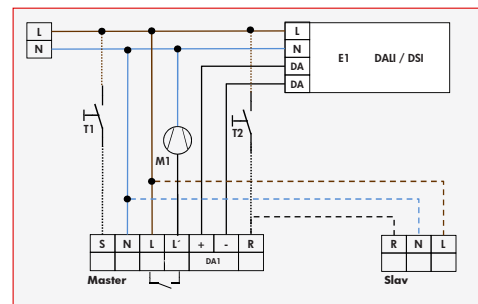 L
L
N
N
E1 DALI / DSI
DA
DA
T1
T2
M1
S N L L´ + - R
DA1
R N L
Master
Slav